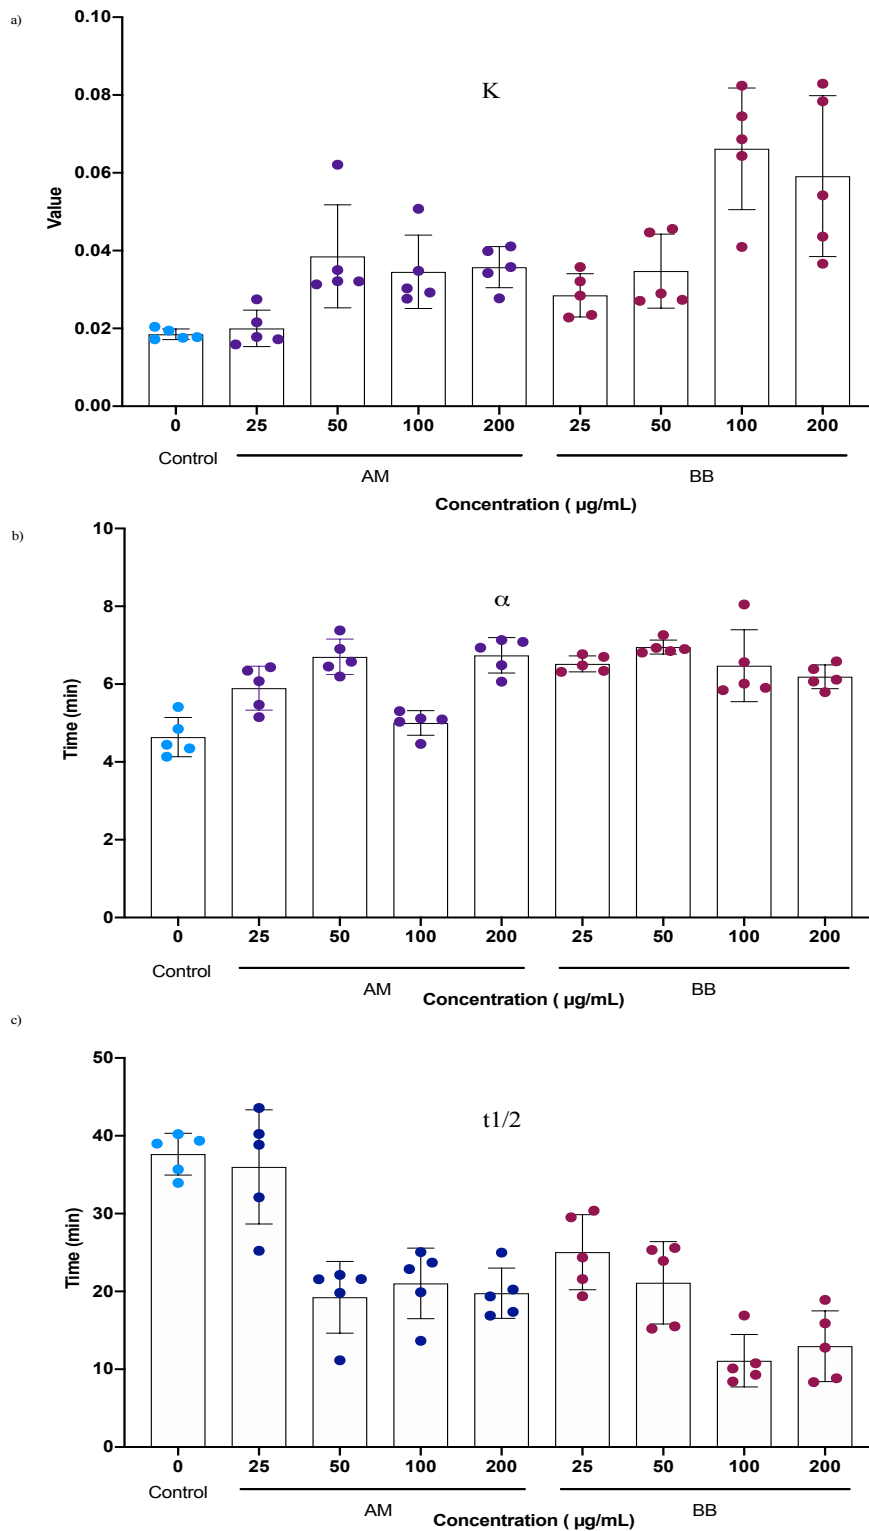 a)
0.10
0.08
0.06
0.04
0.02
0.00
Value
K
0 25 50 100 200 25 50 100 200
Control
AM BB
Concentration ( µg/mL)
b)
10
8
6
4
2
0
Time (min)
α
0 25 50 100 200 25 50 100 200
Control
AM BB
Concentration ( µg/mL)
c)
50
40
30
20
10
0
Time (min)
t1/2
0 25 50 100 200 25 50 100 200
Control
AM BB
Concentration ( µg/mL)